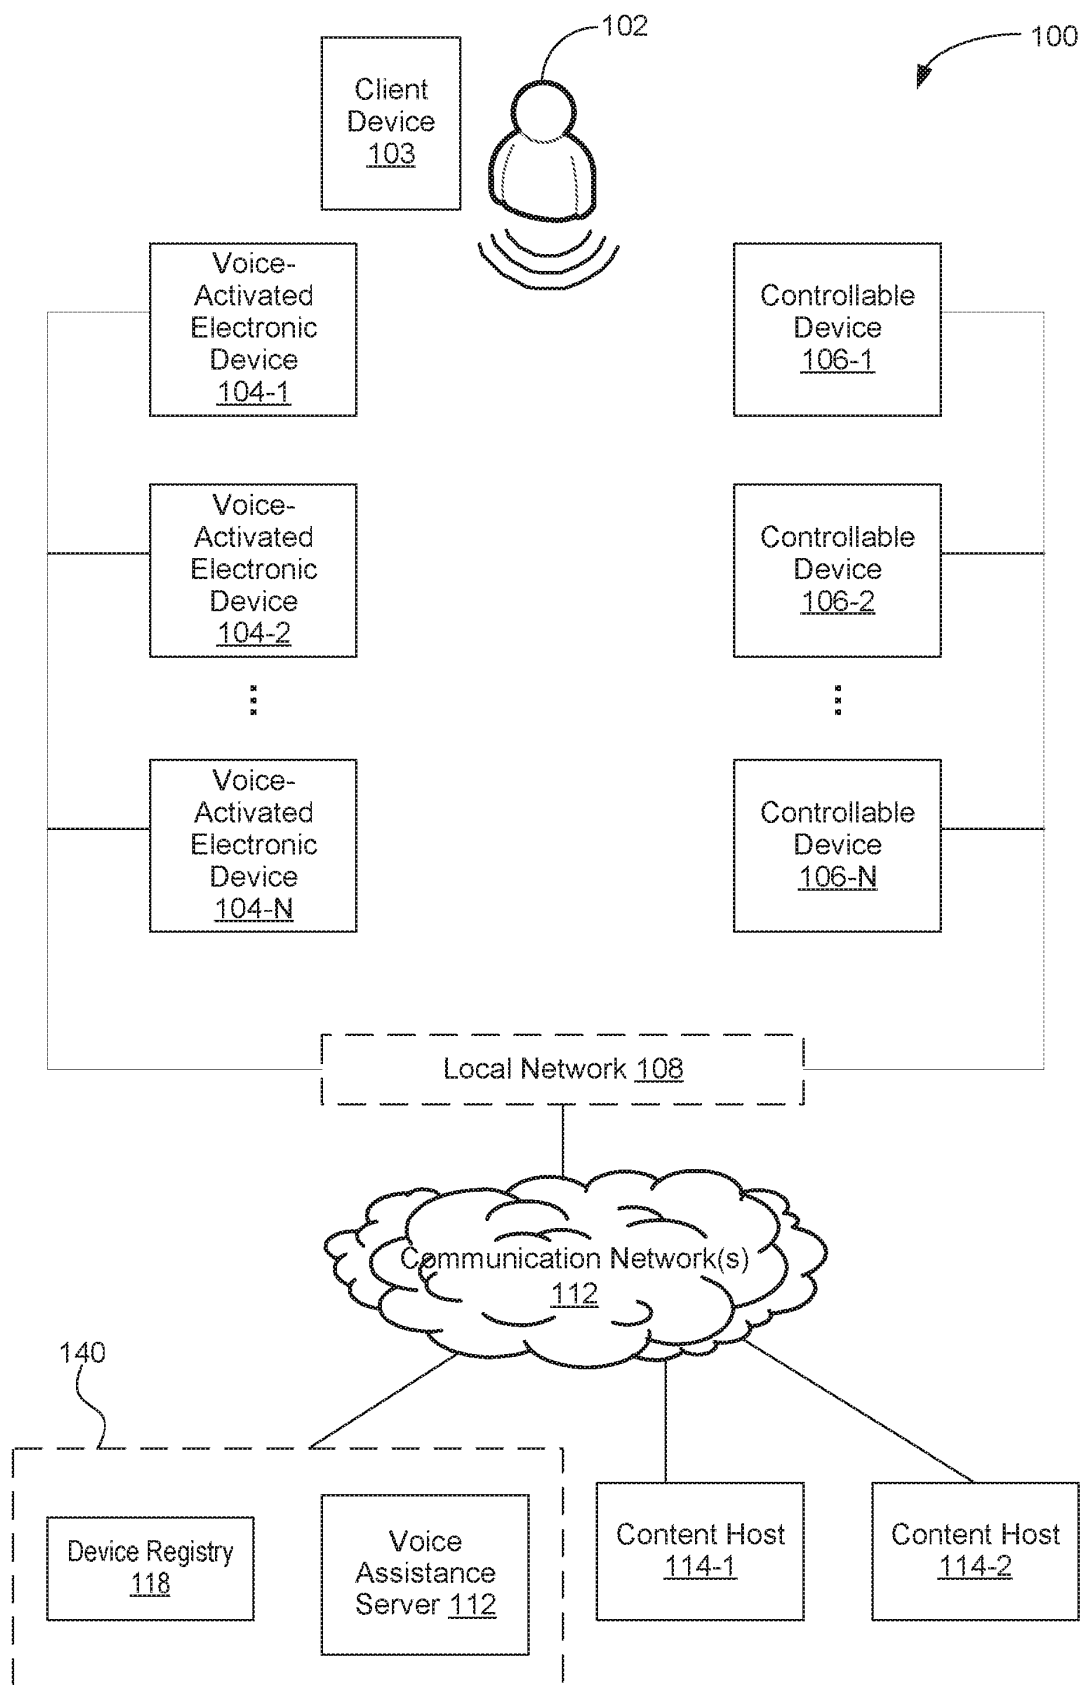 102
100
Client
Device
103
Voice-
Activated
Electronic
Device
104-1
Controllable
Device
106-1
Voice-
Activated
Electronic
Device
104-2
Controllable
Device
106-2
Voice-
Activated
Electronic
Device
104-N
Controllable
Device
106-N
Local Network 108
Communication Network(s)
112
140
Device Registry
118
Voice
Assistance
Server 112
Content Host
114-1
Content Host
114-2